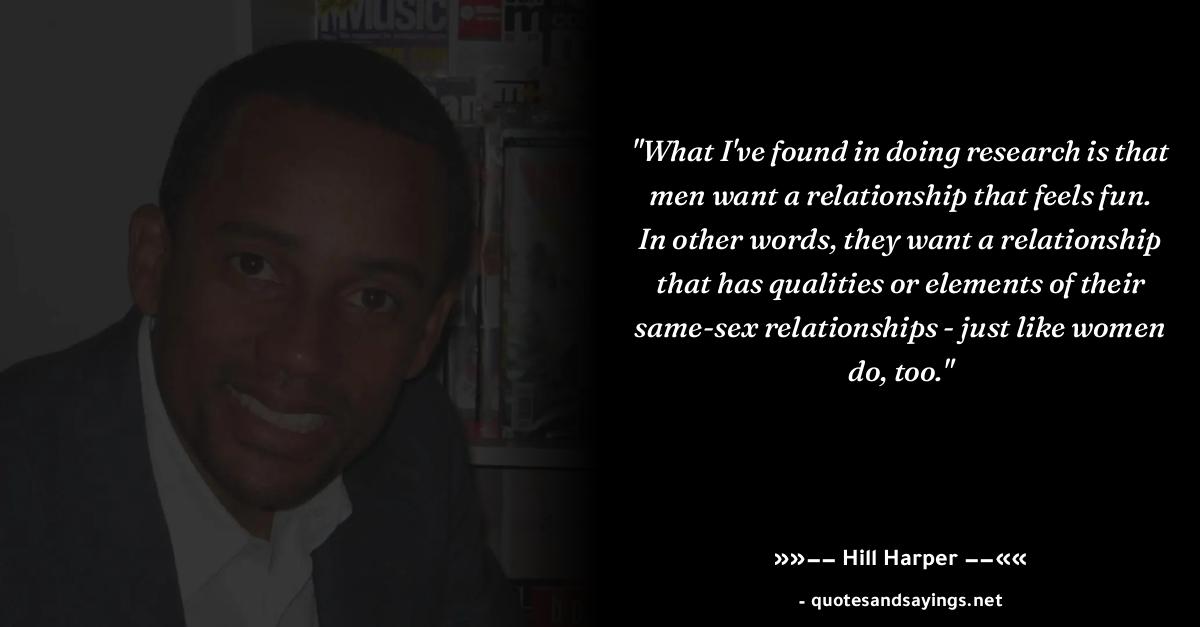 MUSIC
"What I've found in doing research is that
men want a relationship that feels fun.
In other words, they want a relationship
that has qualities or elements of their
same-sex relationships - just like women
do, too."
»»–– Hill Harper ––««
- quotesandsayings.net